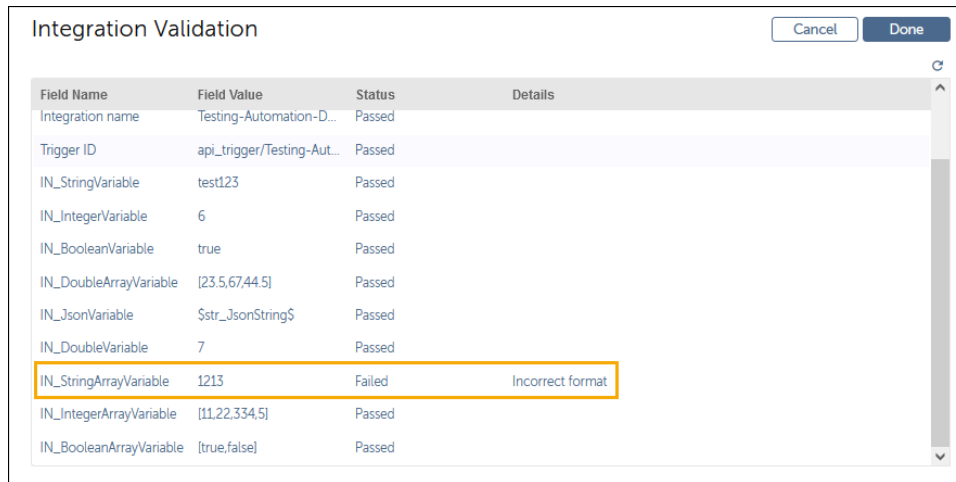 Integration Validation
Cancel
Done
Field Name Field Value Status Details
Integration name Testing-Automation-D... Passed
Trigger ID api_trigger/Testing-Aut... Passed
IN_StringVariable test123 Passed
IN_IntegerVariable 6 Passed
IN_BooleanVariable true Passed
IN_DoubleArrayVariable [23.5,67,44.5] Passed
IN_JsonVariable $str_JsonString$ Passed
IN_DoubleVariable 7 Passed
IN_StringArrayVariable 1213 Failed Incorrect format
IN_IntegerArrayVariable [11,22,334,5] Passed
IN_BooleanArrayVariable [true,false] Passed